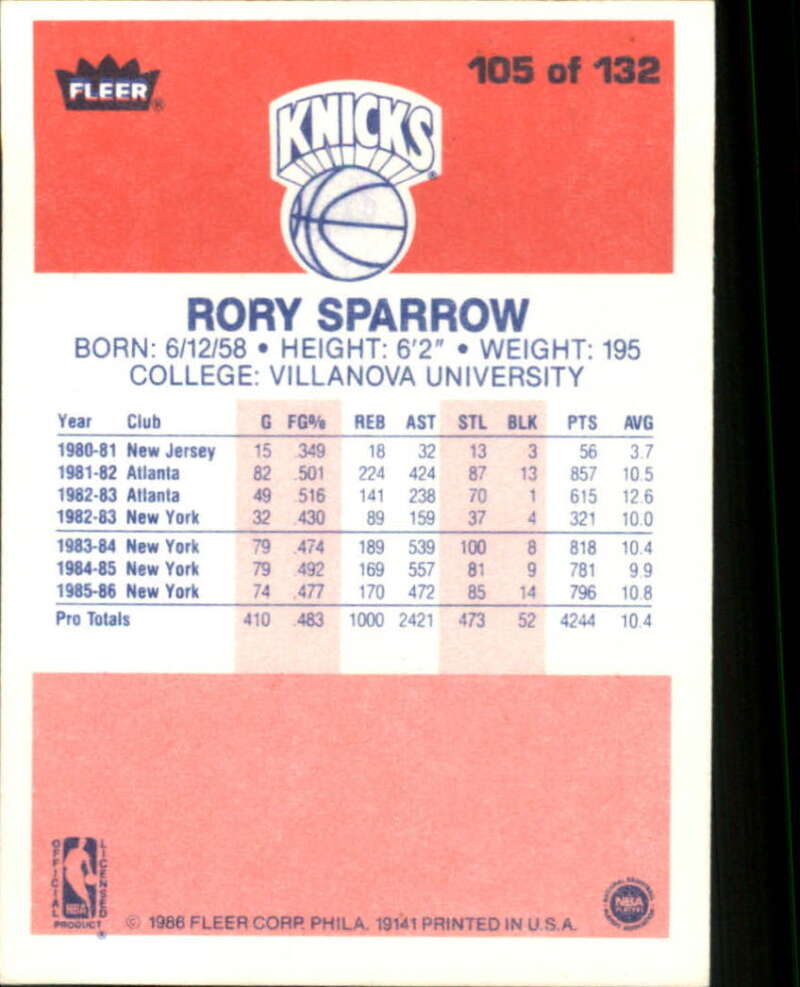 FLEER®
105 of 132
KNICKS®
RORY SPARROW
BORN: 6/12/58 • HEIGHT: 6'2" • WEIGHT: 195
COLLEGE: VILLANOVA UNIVERSITY
Year Club G FG% REB AST STL BLK PTS AVG
1980-81 New Jersey 15 .349 18 32 13 3 56 3.7
1981-82 Atlanta 82 .501 224 424 87 13 857 10.5
1982-83 Atlanta 49 .516 141 238 70 1 615 12.6
1982-83 New York 32 .430 89 159 37 4 321 10.0
1983-84 New York 79 .474 189 539 100 8 818 10.4
1984-85 New York 79 .492 169 557 81 9 781 9.9
1985-86 New York 74 .477 170 472 85 14 796 10.8
Pro Totals 410 .483 1000 2421 473 52 4244 10.4
OFFICIAL
LICENSED
NBA
PRODUCT®
© 1986 FLEER CORP. PHILA. 19141 PRINTED IN U.S.A.
NATIONAL BASKETBALL
NBA
PLAYERS
ASSOCIATION